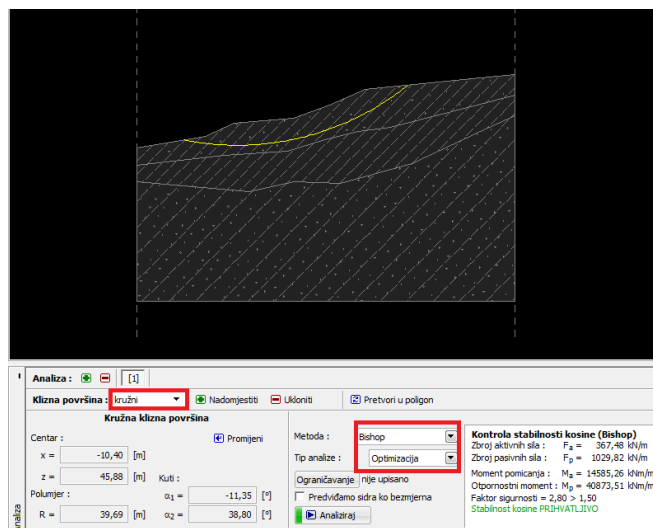 Analiza : [1]
Klizna površina : kružni Nadomjestiti Ukloniti Pretvori u poligon
Kružna klizna površina
Centar : Promijeni
x = -10,40 [m]
z = 45,88 [m] Kuti :
Polumjer : α1 = -11,35 [°]
R = 39,69 [m] α2 = 38,80 [°]
Metoda : Bishop
Tip analize : Optimizacija
Ograničavanje nije upisano
Predviđamo sidra ko bezmjerna
Analiziraj
Kontrola stabilnosti kosine (Bishop)
Zbroj aktivnih sila : Fa = 367,48 kN/m
Zbroj pasivnih sila : Fp = 1029,82 kN/m
Moment pomicanja : Ma = 14585,26 kNm/m
Otpornostni moment : Mp = 40873,51 kNm/m
Faktor sigurnosti = 2,80 > 1,50
Stabilnost kosine PRIHVATLJIVO